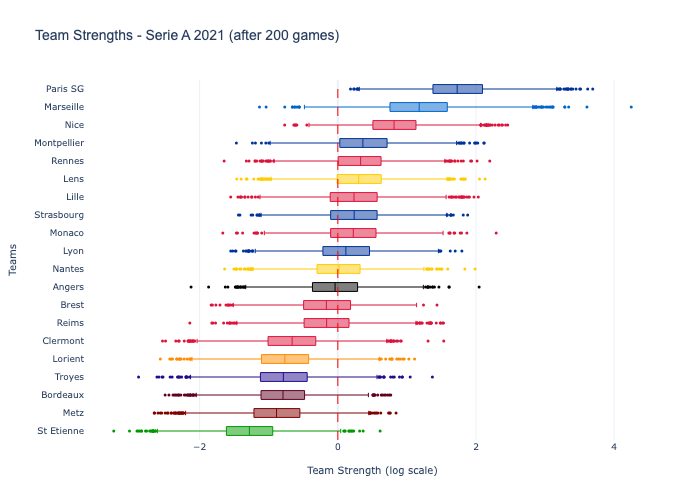 Team Strengths - Serie A 2021 (after 200 games)
Paris SG
Marseille
Nice
Montpellier
Rennes
Lens
Lille
Strasbourg
Monaco
Lyon
Nantes
Angers
Brest
Reims
Clermont
Lorient
Troyes
Bordeaux
Metz
St Etienne
Teams
−2 0 2 4
Team Strength (log scale)